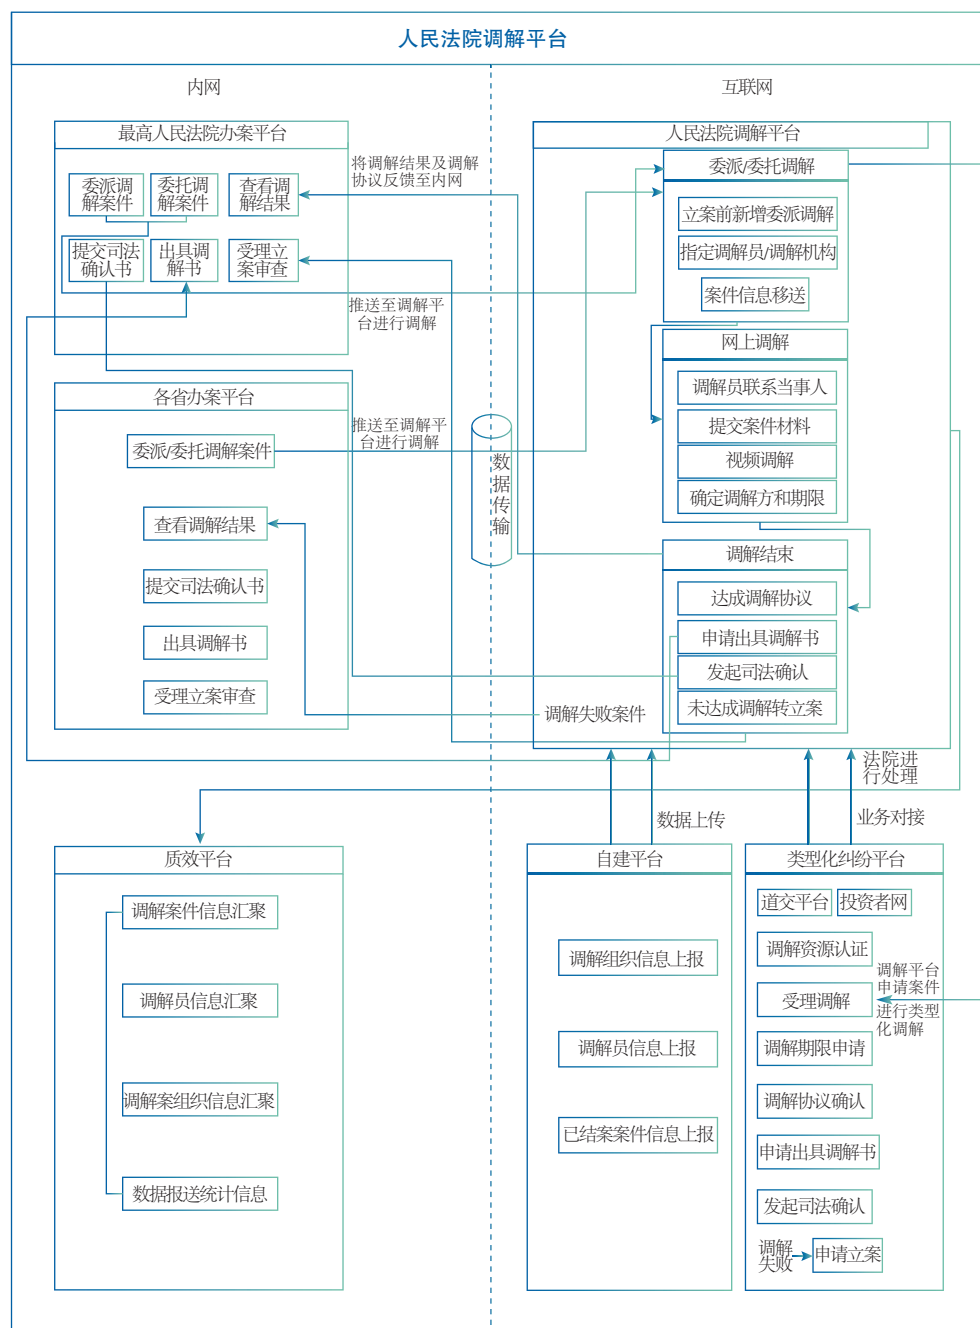 人民法院调解平台
内网
互联网
最高人民法院办案平台
委派调
解案件
委托调
解案件
查看调
解结果
提交司法
确认书
出具调
解书
受理立
案审查
将调解结果及调解
协议反馈至内网
推送至调解平
台进行调解
各省办案平台
委派/委托调解案件
查看调解结果
提交司法确认书
出具调解书
受理立案审查
推送至调解平
台进行调解
数
据
传
输
人民法院调解平台
委派/委托调解
立案前新增委派调解
指定调解员/调解机构
案件信息移送
网上调解
调解员联系当事人
提交案件材料
视频调解
确定调解方和期限
调解结束
达成调解协议
申请出具调解书
发起司法确认
未达成调解转立案
调解失败案件
法院进
行处理
数据上传
业务对接
质效平台
调解案件信息汇聚
调解员信息汇聚
调解案组织信息汇聚
数据报送统计信息
自建平台
调解组织信息上报
调解员信息上报
已结案案件信息上报
类型化纠纷平台
道交平台
投资者网
调解资源认证
受理调解
调解期限申请
调解协议确认
申请出具调解书
发起司法确认
调解
失败
申请立案
调解平台
申请案件
进行类型
化调解